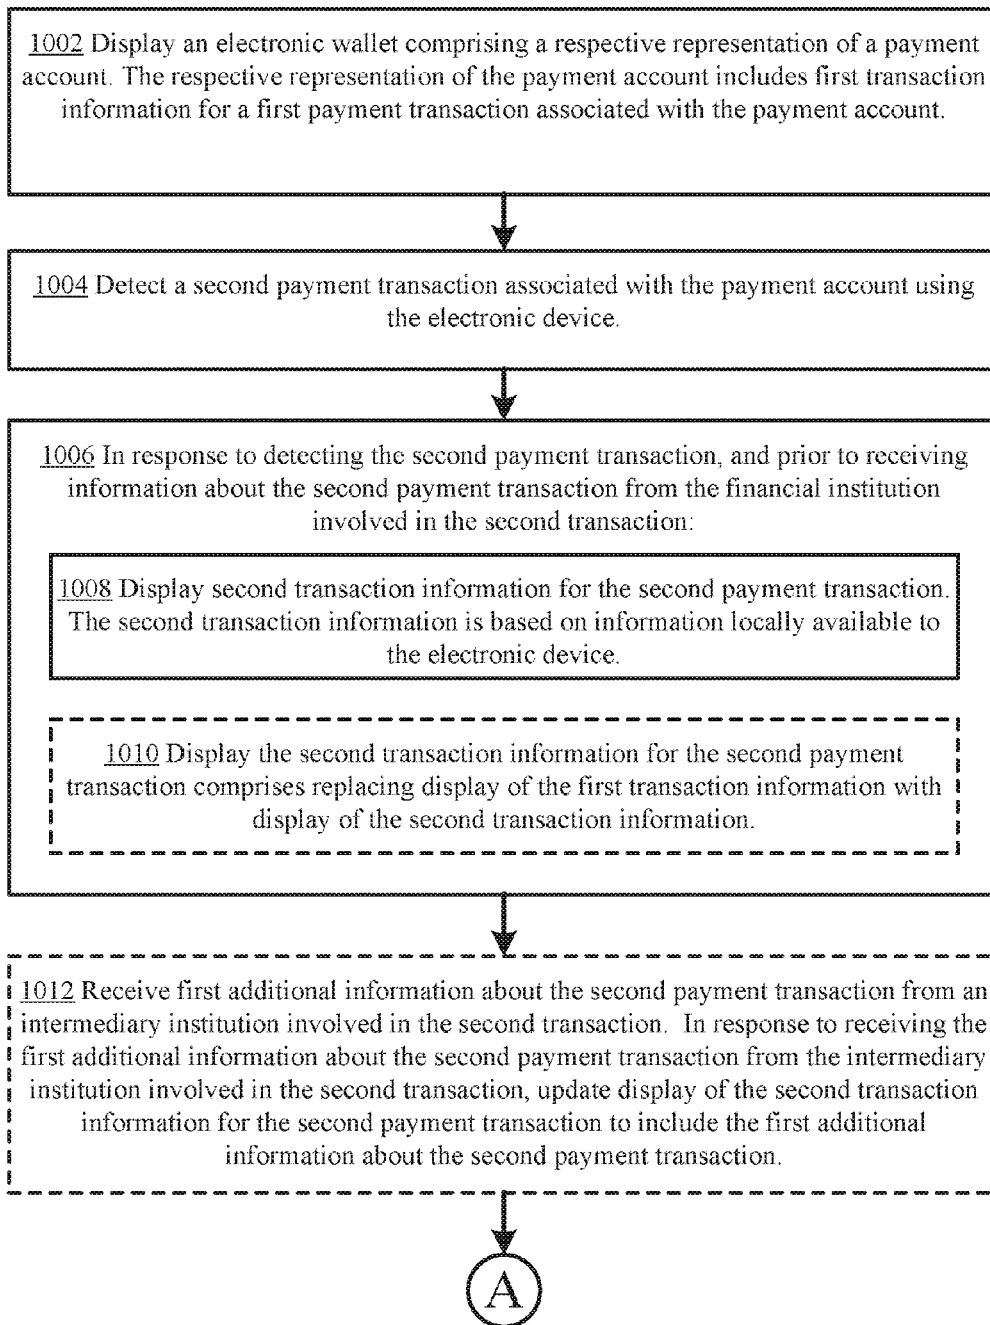 1002 Display an electronic wallet comprising a respective representation of a payment
account. The respective representation of the payment account includes first transaction
information for a first payment transaction associated with the payment account.
1004 Detect a second payment transaction associated with the payment account using
the electronic device.
1006 In response to detecting the second payment transaction, and prior to receiving
information about the second payment transaction from the financial institution
involved in the second transaction:
1008 Display second transaction information for the second payment transaction.
The second transaction information is based on information locally available to
the electronic device.
1010 Display the second transaction information for the second payment
transaction comprises replacing display of the first transaction information with
display of the second transaction information.
1012 Receive first additional information about the second payment transaction from an
intermediary institution involved in the second transaction. In response to receiving the
first additional information about the second payment transaction from the intermediary
institution involved in the second transaction, update display of the second transaction
information for the second payment transaction to include the first additional
information about the second payment transaction.
A